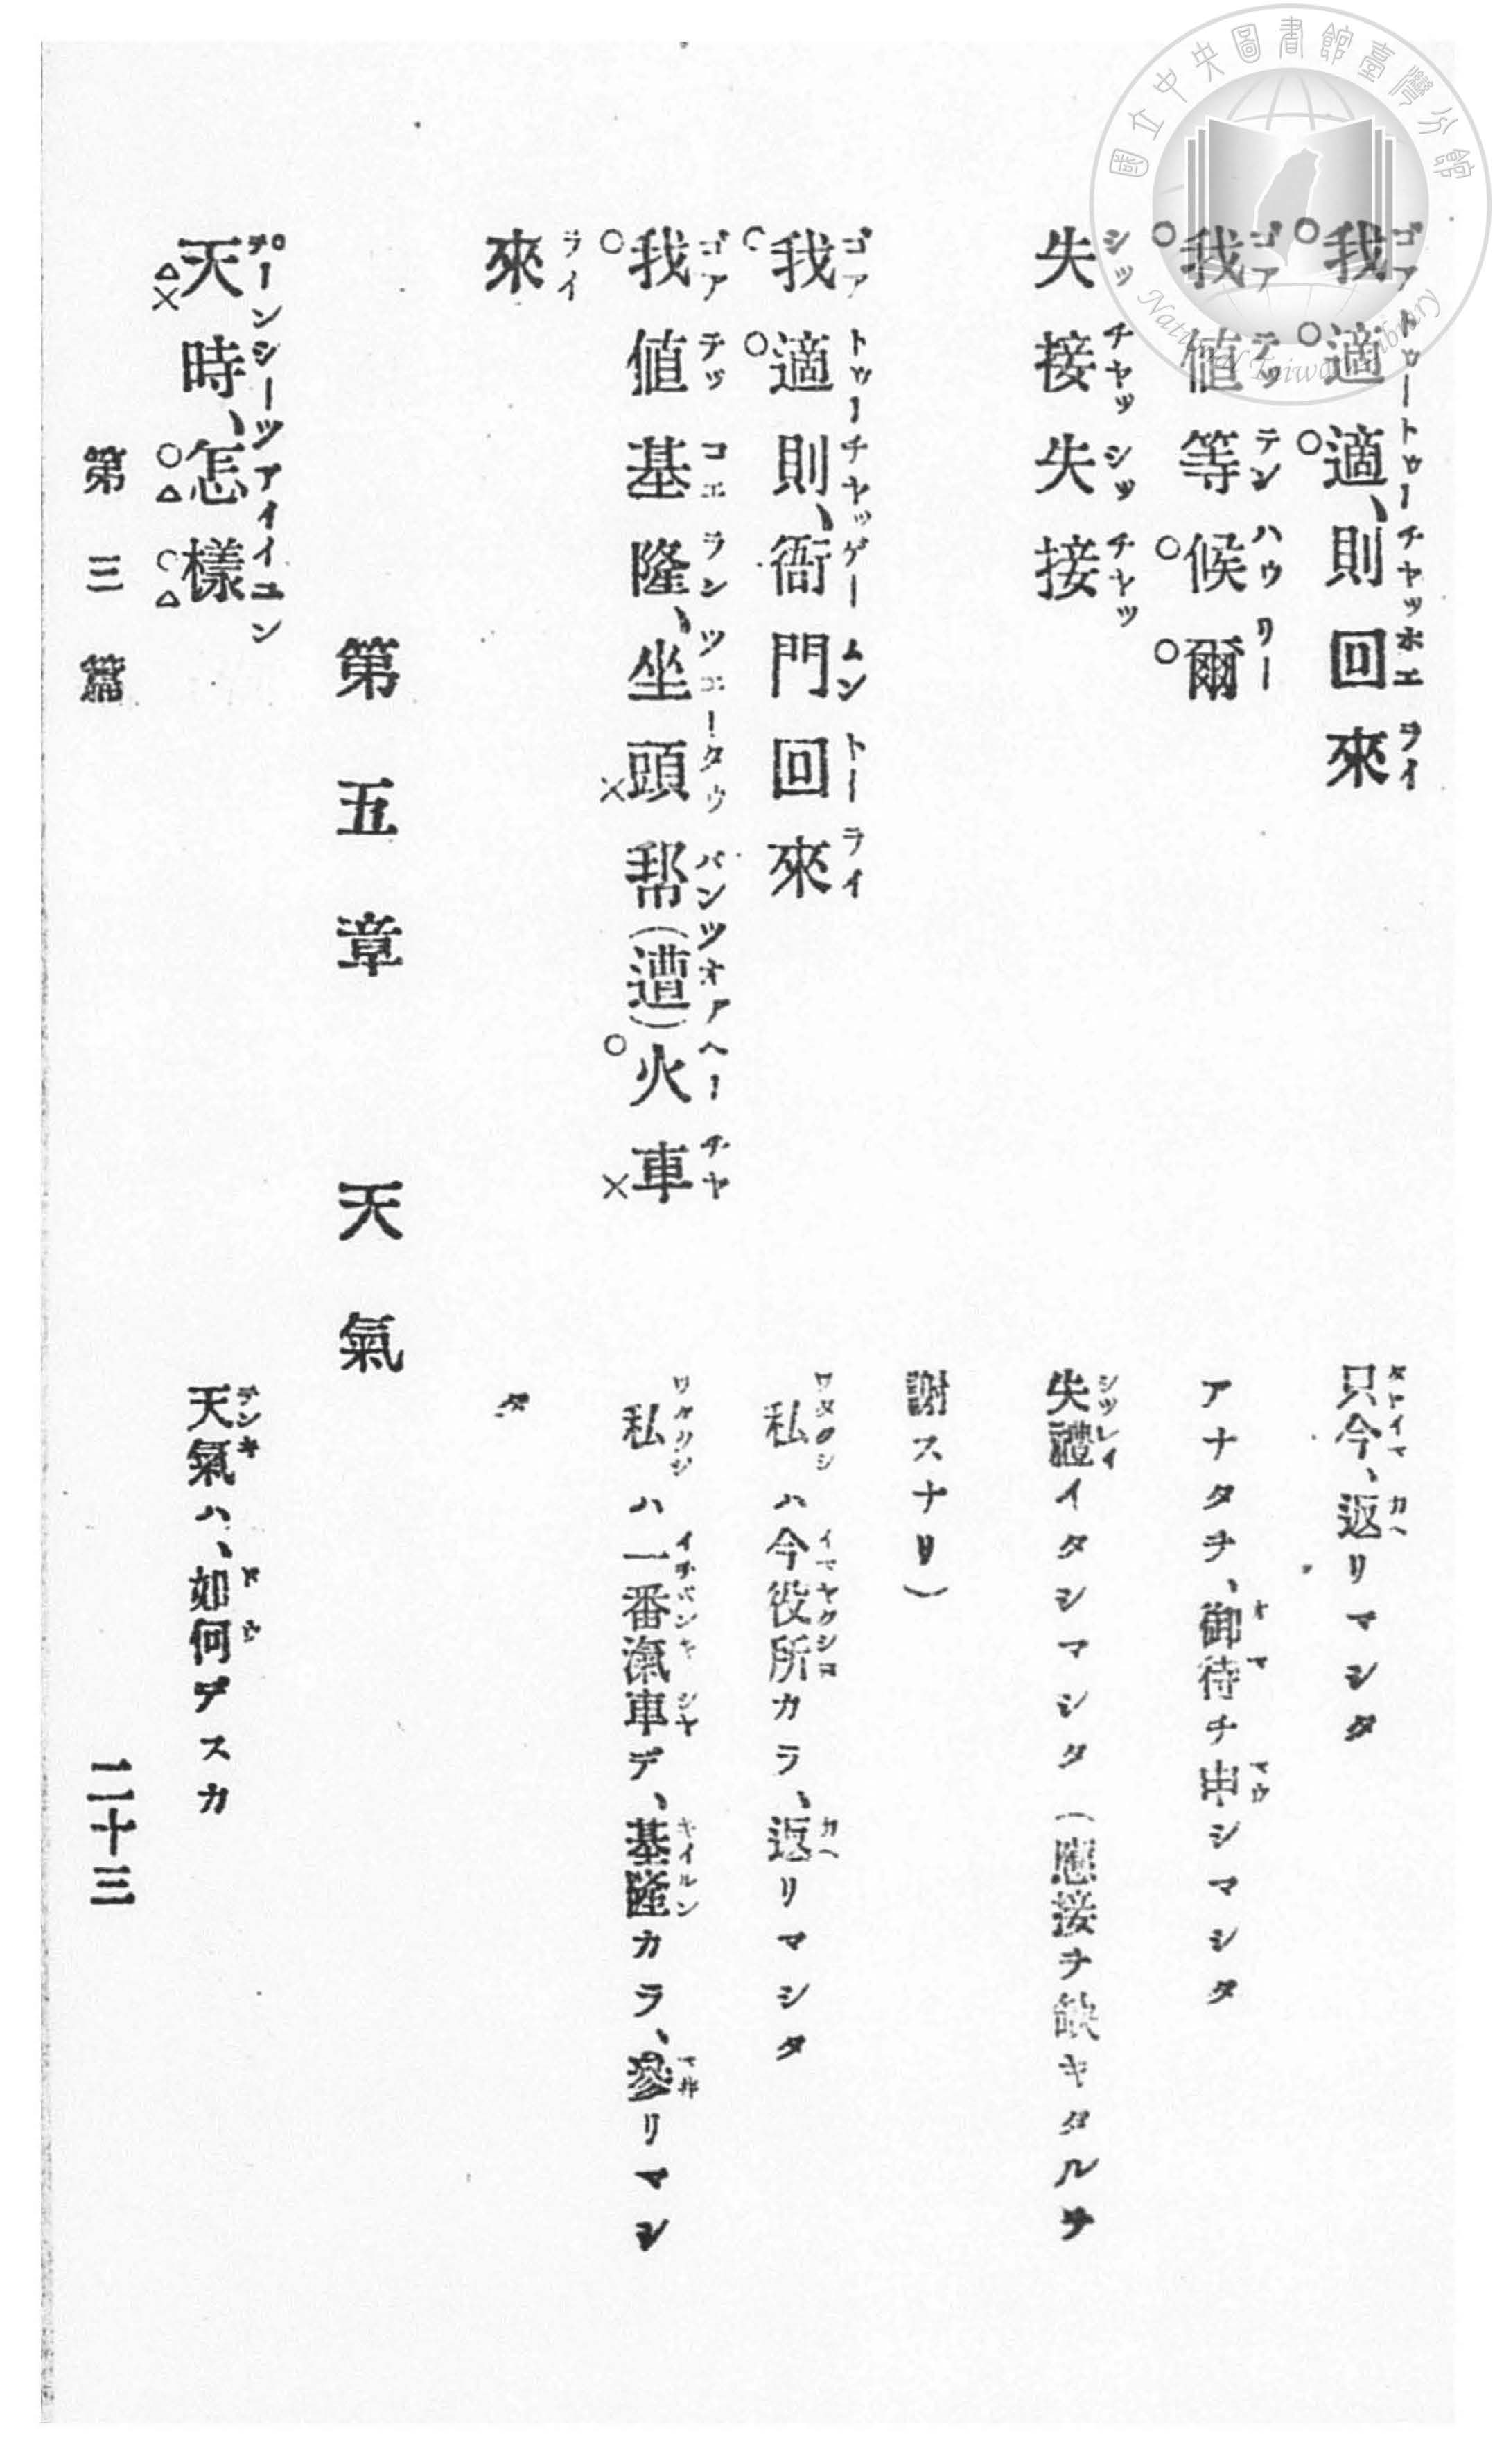 我適適、則回來
只今、返リマシタ
我値等候爾
アナタヲ、御待チ申シマシタ
失接失接
失禮イタシマシタ(應接ヲ缺キタルヲ
謝スナリ)
我適則、衙門回來
私ハ今役所カラ、返リマシタ
我値基隆、坐頭幇(遭)火車
來
私ハ一番滊車デ、基隆カラ、參リマシ
タ
第五章 天氣
天時、怎樣
天氣ハ、如何デスカ
第三篇
二十三
國立中央圖書館臺灣分館
National Taiwan Library